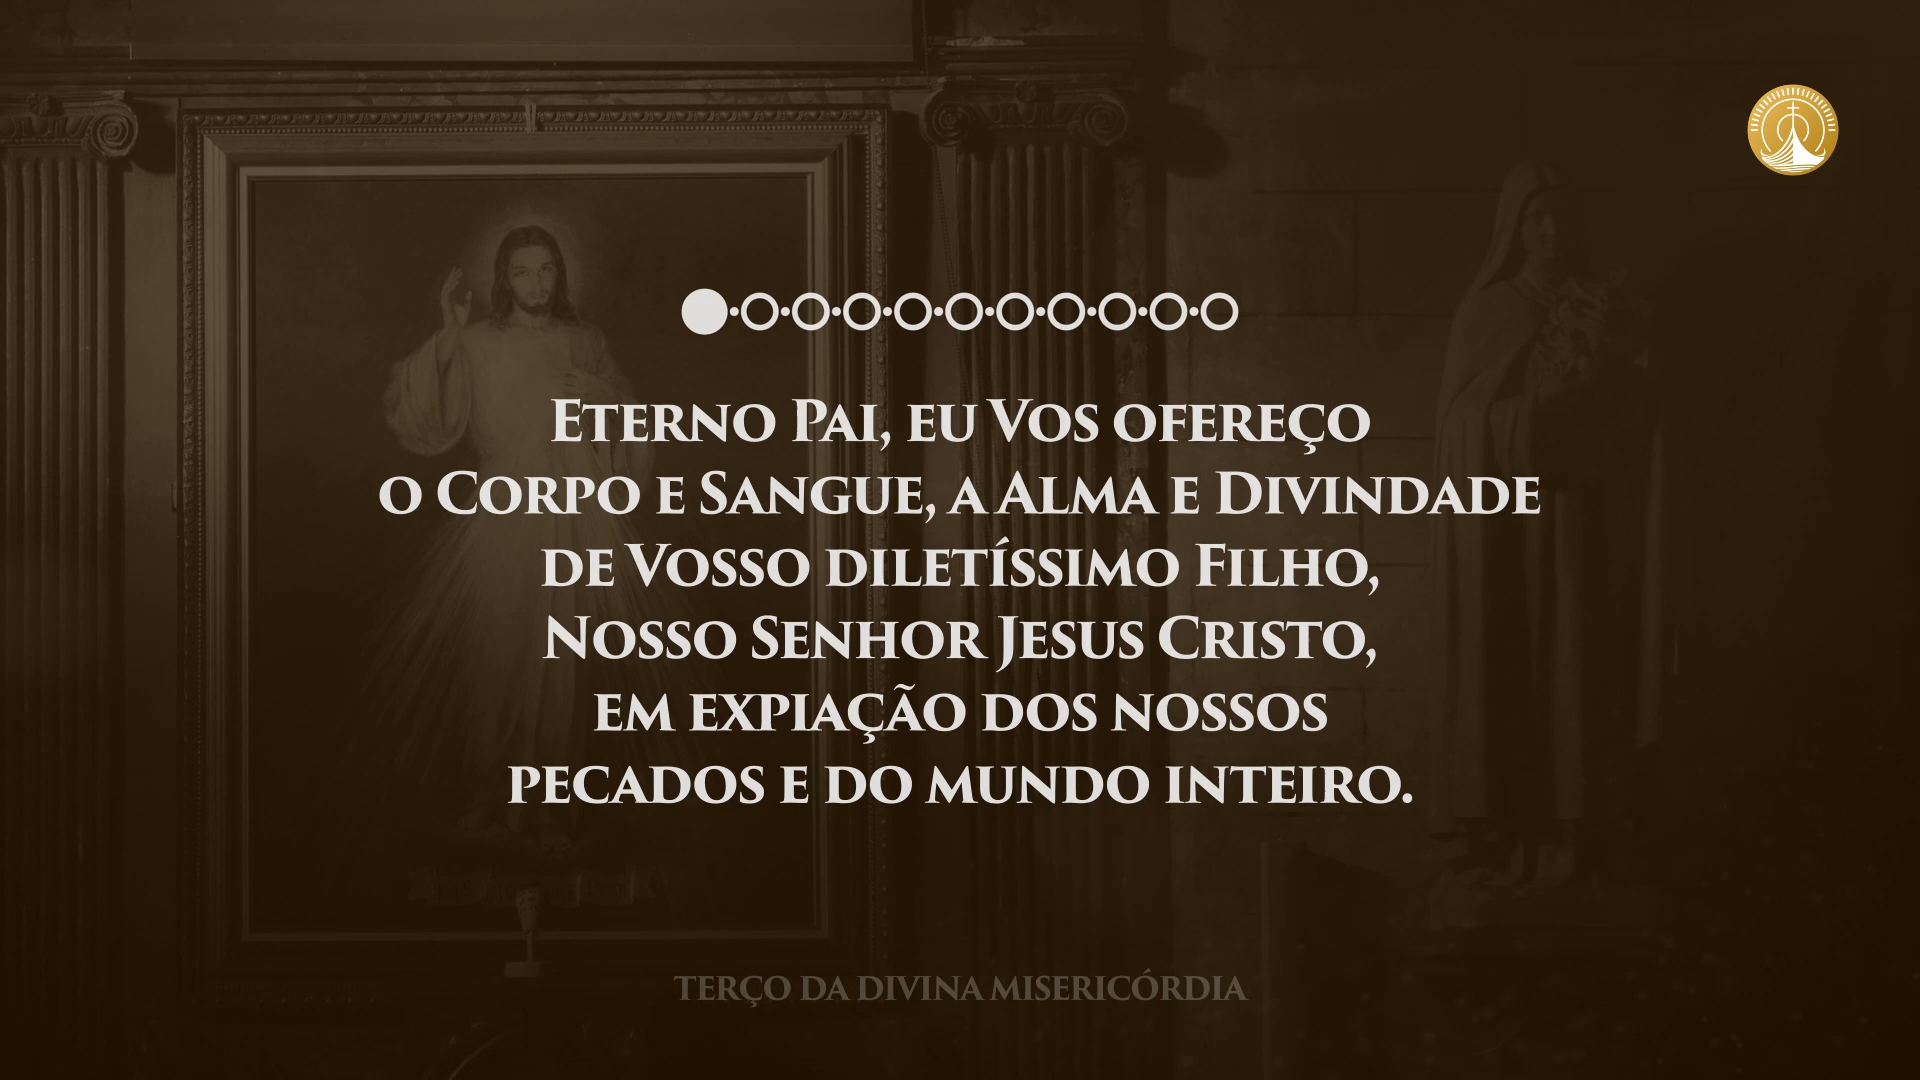 Eterno Pai, eu Vos ofereço
o Corpo e Sangue, a Alma e Divindade
de Vosso diletíssimo Filho,
Nosso Senhor Jesus Cristo,
em expiação dos nossos
pecados e do mundo inteiro.
TERÇO DA DIVINA MISERICÓRDIA